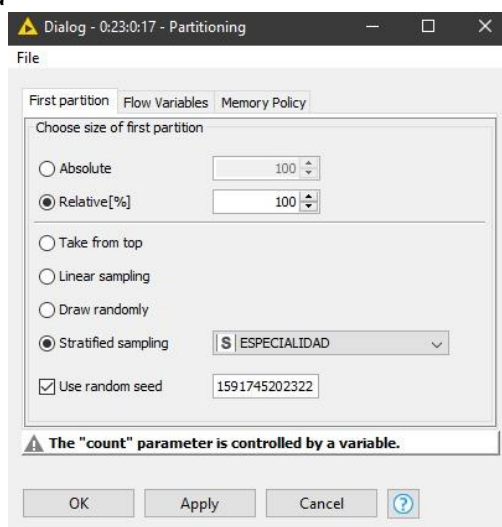 Dialog - 0:23:0:17 - Partitioning
File
First partition Flow Variables Memory Policy
Choose size of first partition
Absolute 100
Relative[%] 100
Take from top
Linear sampling
Draw randomly
Stratified sampling S ESPECIALIDAD
Use random seed 1591745202322
The "count" parameter is controlled by a variable.
OK Apply Cancel ?